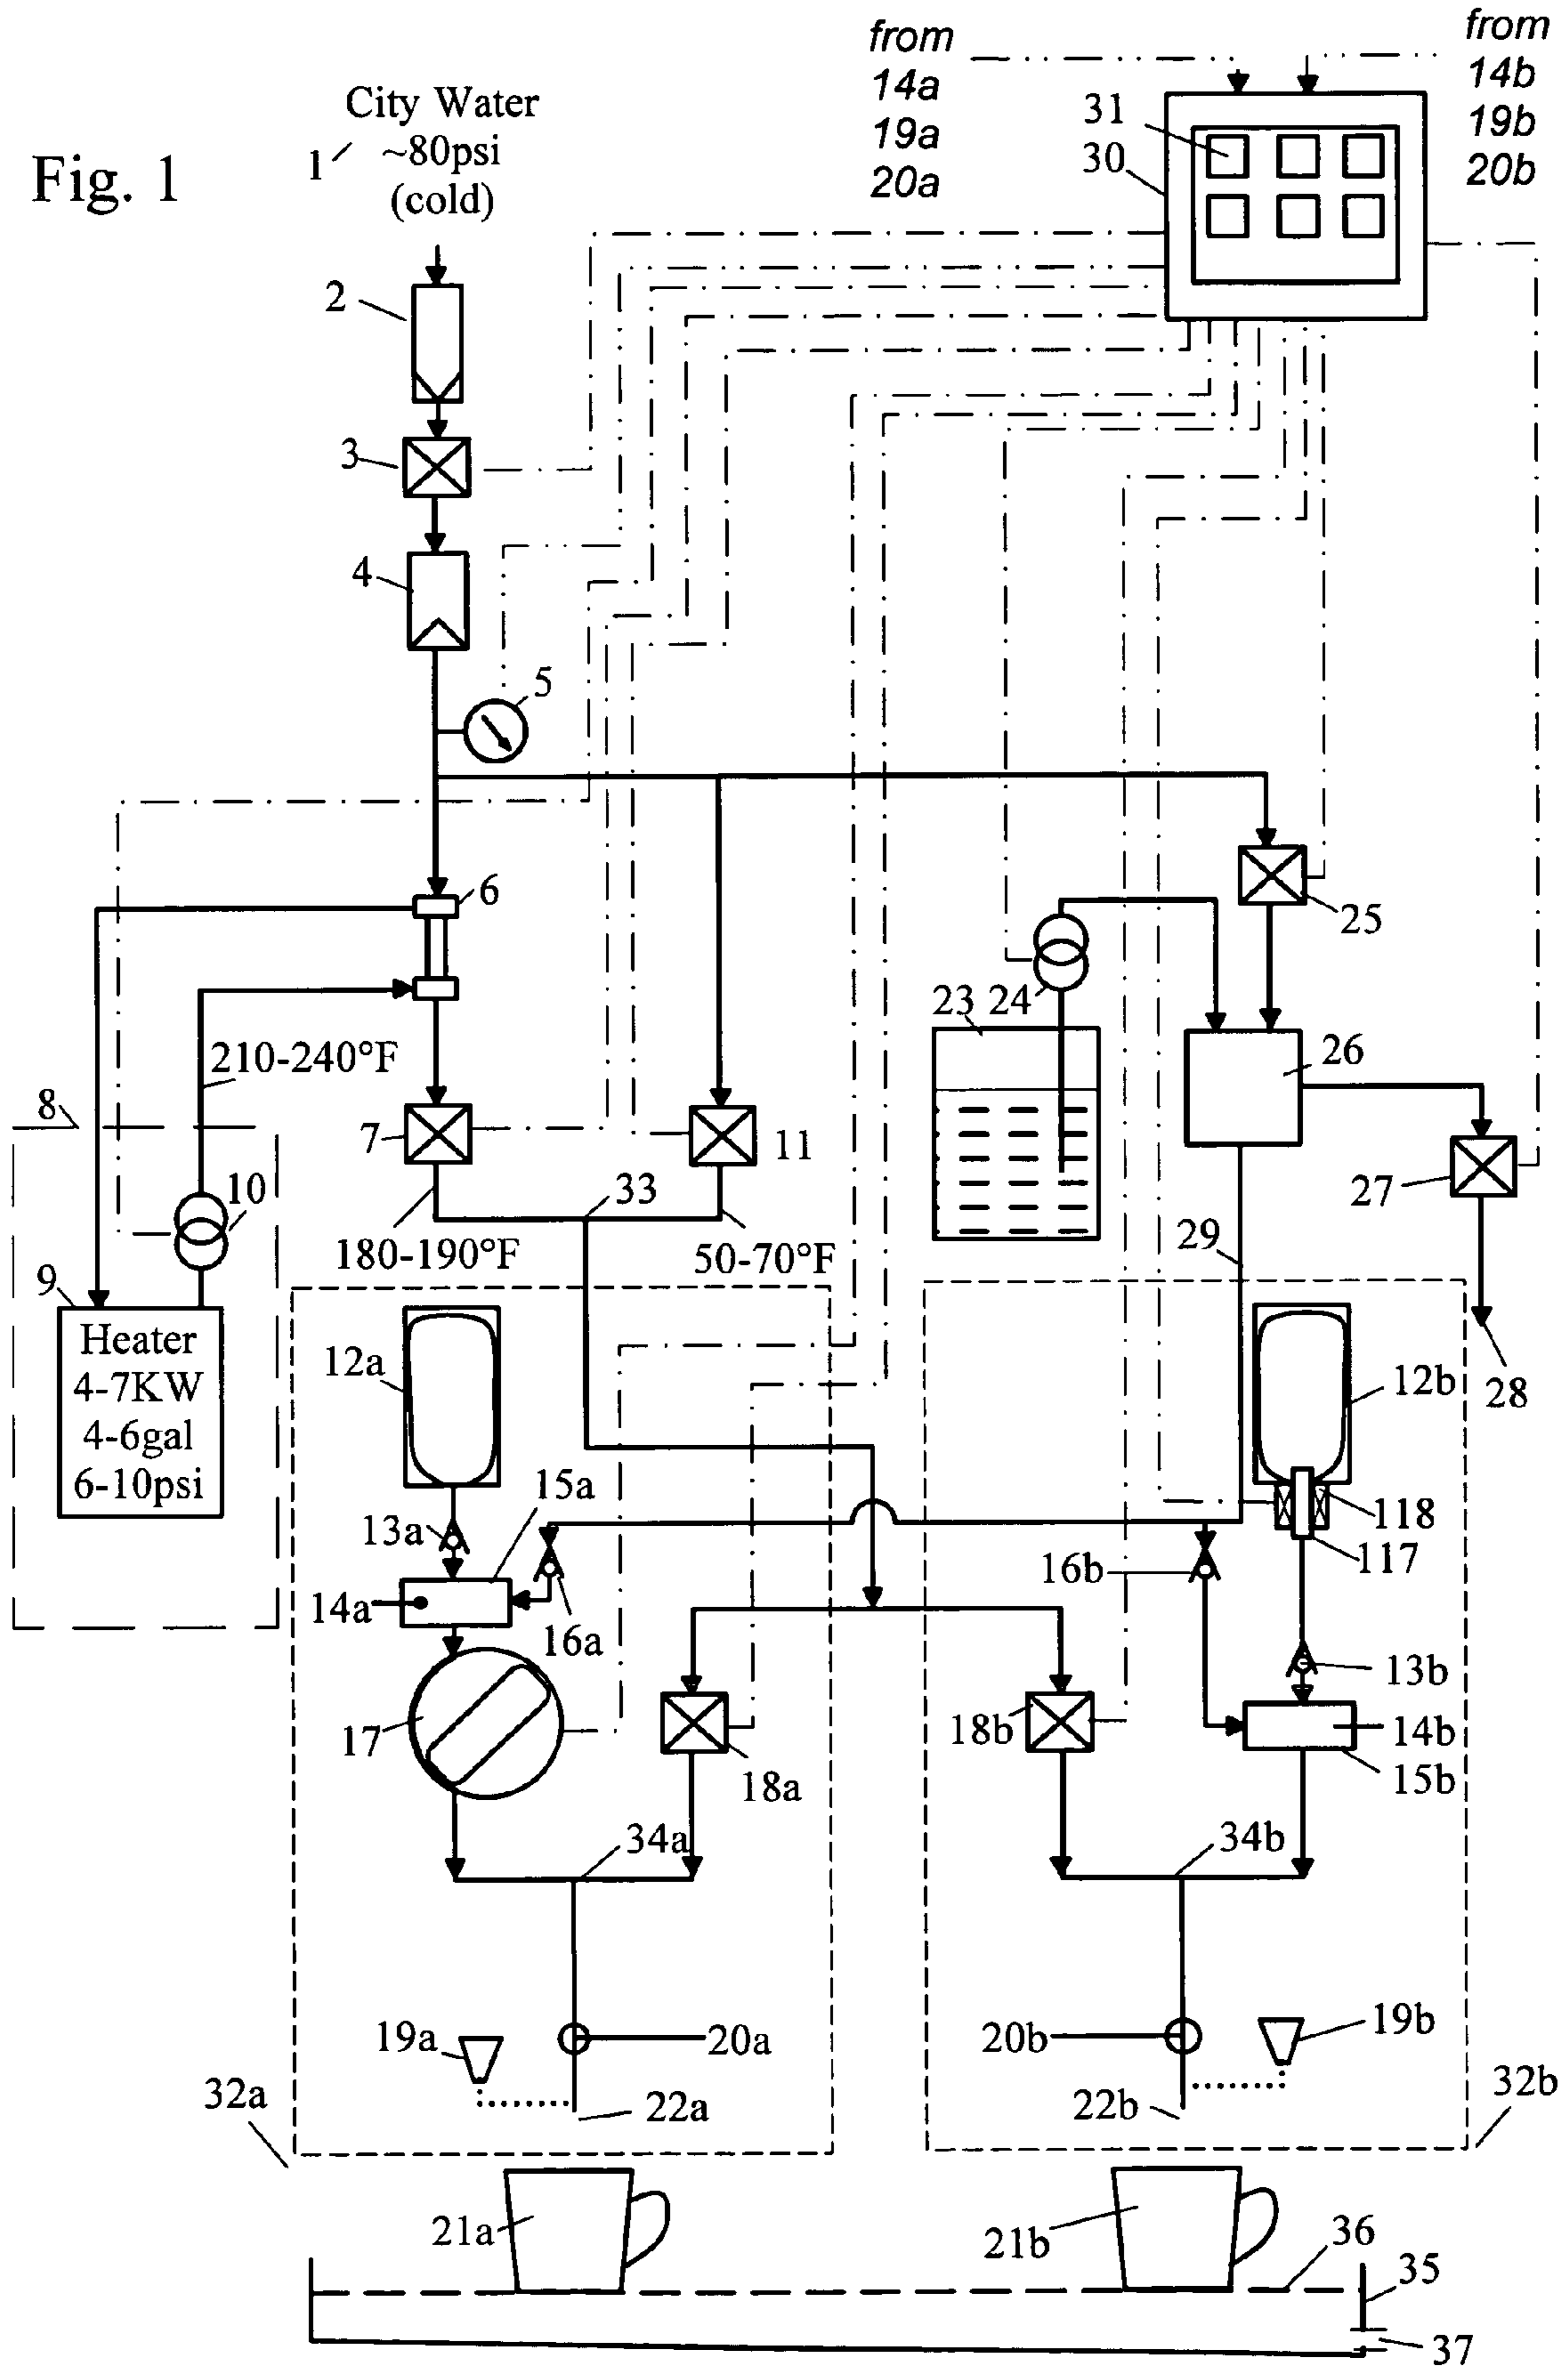 Fig. 1
City Water
~80psi
(cold)
1
from
14a
19a
20a
from
14b
19b
20b
31
30
2
3
4
5
6
25
23
24
26
210-240°F
8
7
11
10
33
27
180-190°F
50-70°F
29
9
Heater
4-7KW
4-6gal
6-10psi
12a
12b
28
15a
118
13a
117
16b
14a
16a
13b
17
18b
14b
18a
15b
34a
34b
19a
20a
20b
19b
32a
22a
22b
32b
21a
21b
36
35
37